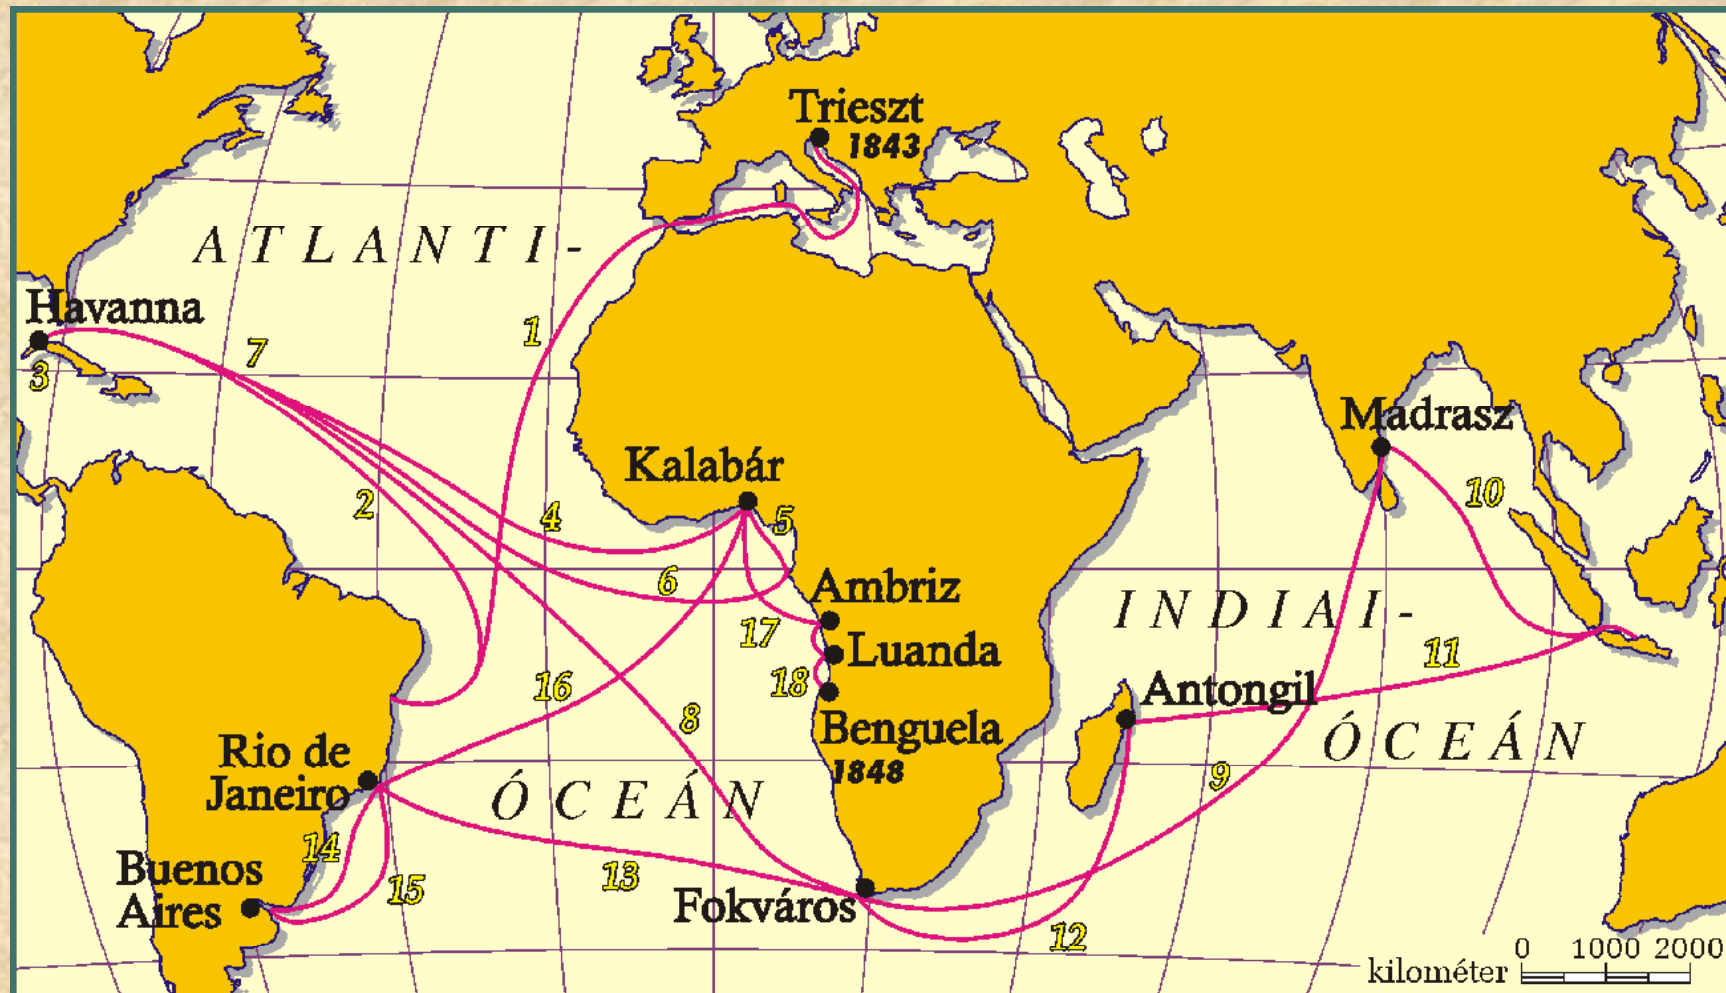 Trieszt
1843
ATLANTI-
Havanna
7
1
3
Madrasz
Kalabár
2
4
5
10
6
Ambriz
INDIAI-
17
Luanda
11
16
18
Antongil
8
Benguela
1848
ÓCEÁN
Rio de
Janeiro
ÓCEÁN
9
14
Buenos
Aires
15
13
Fokváros
12
0 1000 2000
kilométer